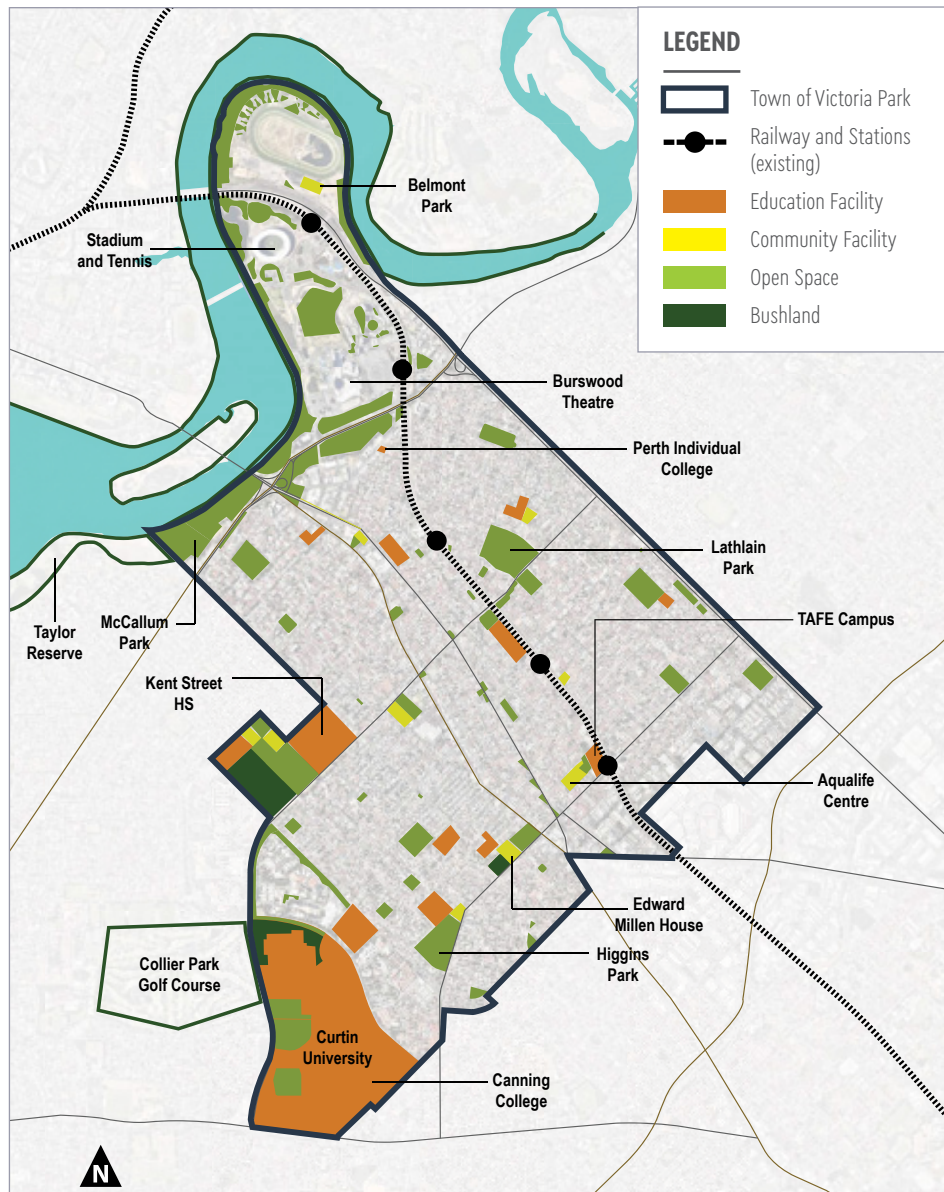 LEGEND
Town of Victoria Park
Railway and Stations
(existing)
Education Facility
Community Facility
Open Space
Bushland
Belmont
Park
Stadium
and Tennis
Burswood
Theatre
Perth Individual
College
Lathlain
Park
TAFE Campus
Taylor
Reserve
McCallum
Park
Kent Street
HS
Aqualife
Centre
Edward
Millen House
Higgins
Park
Collier Park
Golf Course
Curtin
University
Canning
College
N